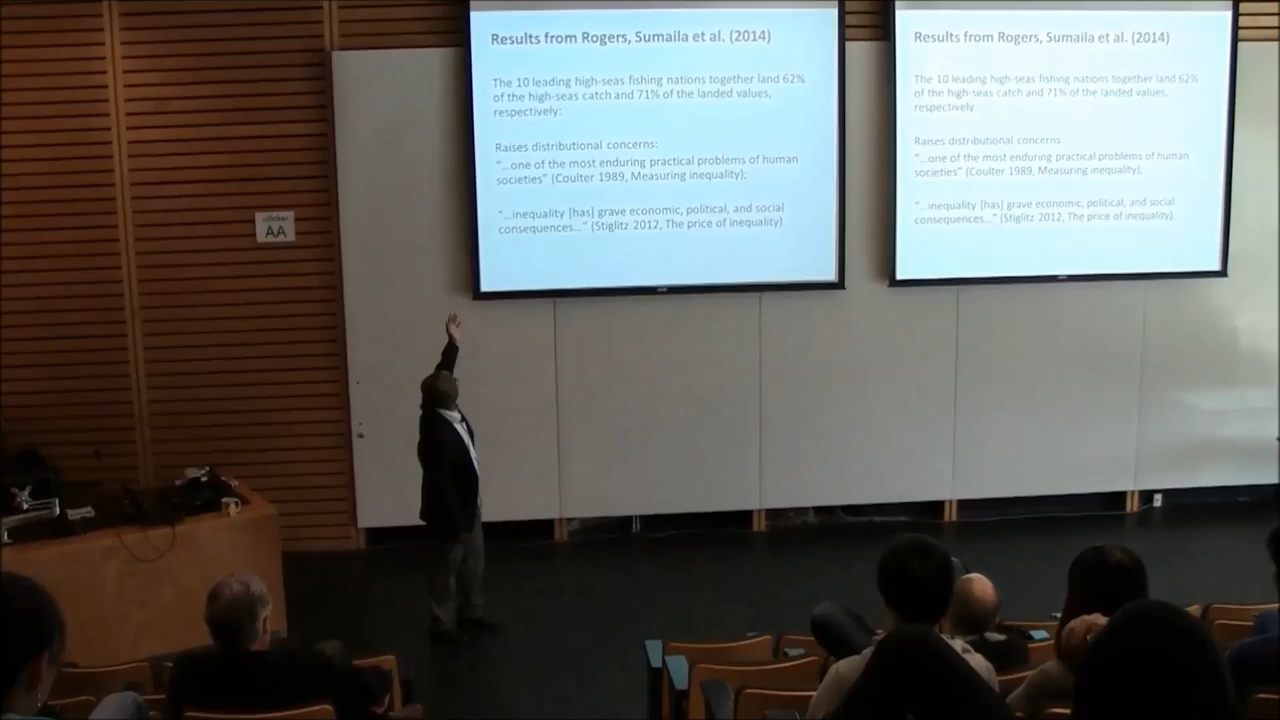 Results from Rogers, Sumaila et al. (2014)
The 10 leading high-seas fishing nations together land 62%
of the high-seas catch and 71% of the landed values,
respectively:
Raises distributional concerns:
"...one of the most enduring practical problems of human
societies" (Coulter 1989, Measuring inequality);
"...inequality [has] grave economic, political, and social
consequences..." (Stiglitz 2012, The price of inequality).
Results from Rogers, Sumaila et al. (2014)
The 10 leading high-seas fishing nations together land 62%
of the high-seas catch and 71% of the landed values,
respectively
Raises distributional concerns
"...one of the most enduring practical problems of human
societies" (Coulter 1989, Measuring inequality);
"...inequality [has] grave economic, political, and social
consequences..." (Stiglitz 2012, The price of inequality).
i>clicker
AA